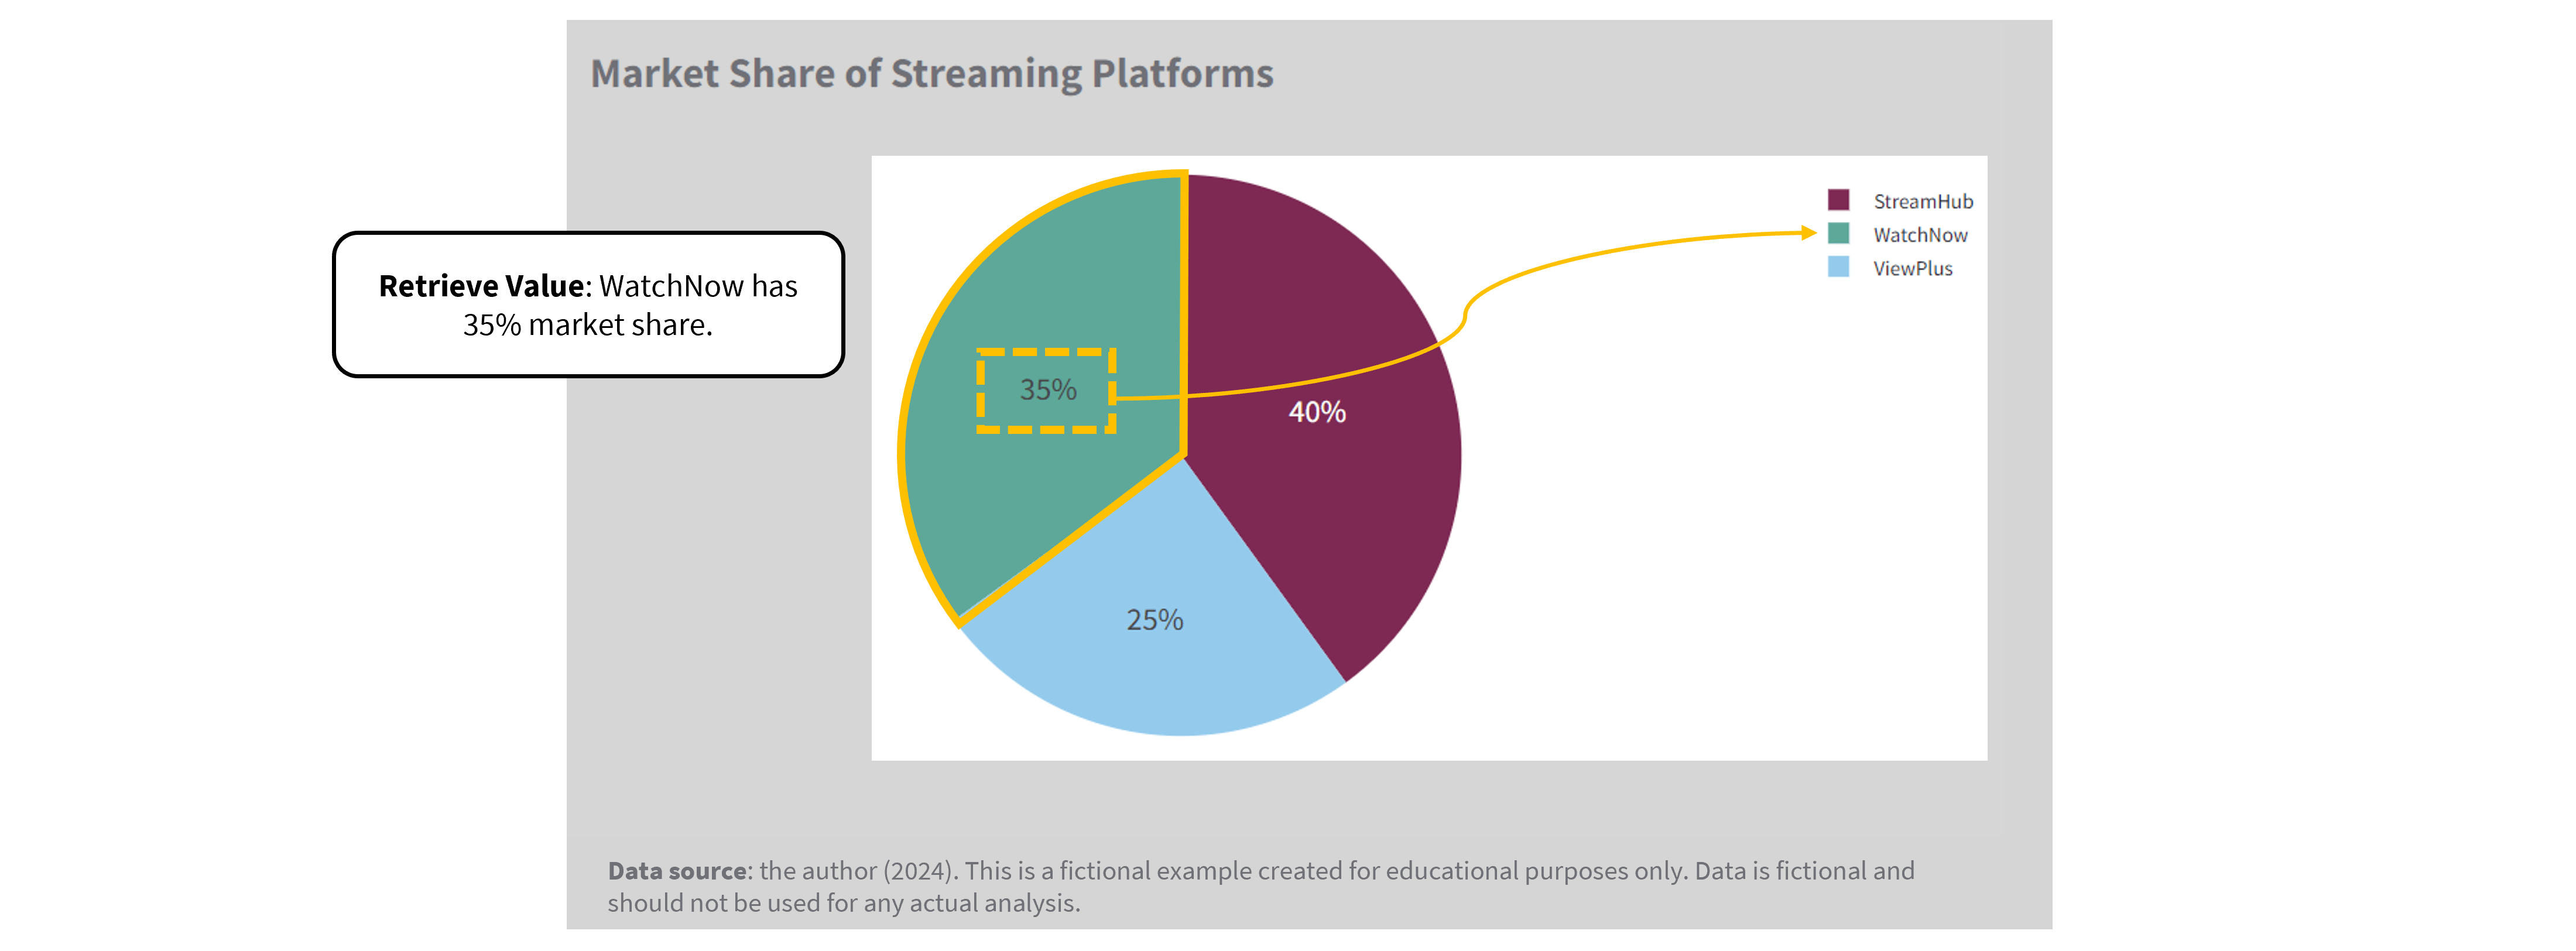 Market Share of Streaming Platforms
Retrieve Value: WatchNow has
35% market share.
35%
40%
25%
StreamHub
WatchNow
ViewPlus
Data source: the author (2024). This is a fictional example created for educational purposes only. Data is fictional and
should not be used for any actual analysis.